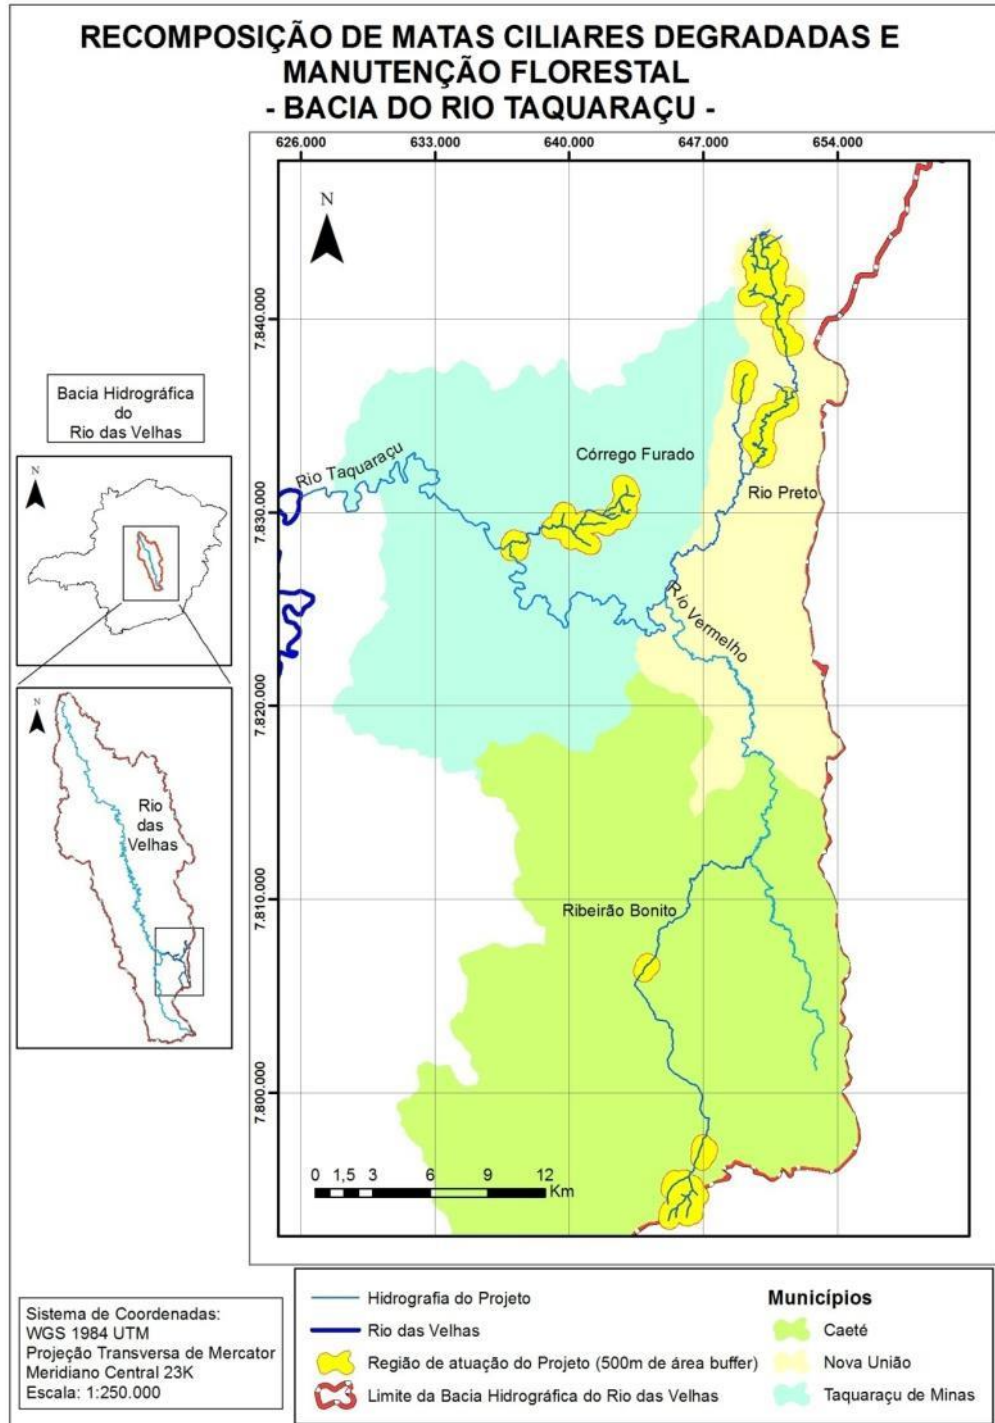 RECOMPOSIÇÃO DE MATAS CILIARES DEGRADADAS E
MANUTENÇÃO FLORESTAL
- BACIA DO RIO TAQUARAÇU -
626.000 633.000 640.000 647.000 654.000
N
7.840.000
7.830.000
7.820.000
7.810.000
7.800.000
Bacia Hidrográfica
do
Rio das Velhas
N
N
Rio
das
Velhas
Rio Taquaraçu
Córrego Furado
Rio Preto
Rio Vermelho
Ribeirão Bonito
0 1,5 3 6 9 12
Km
Sistema de Coordenadas:
WGS 1984 UTM
Projeção Transversa de Mercator
Meridiano Central 23K
Escala: 1:250.000
Hidrografia do Projeto
Rio das Velhas
Região de atuação do Projeto (500m de área buffer)
Limite da Bacia Hidrográfica do Rio das Velhas
Municípios
Caeté
Nova União
Taquaraçu de Minas